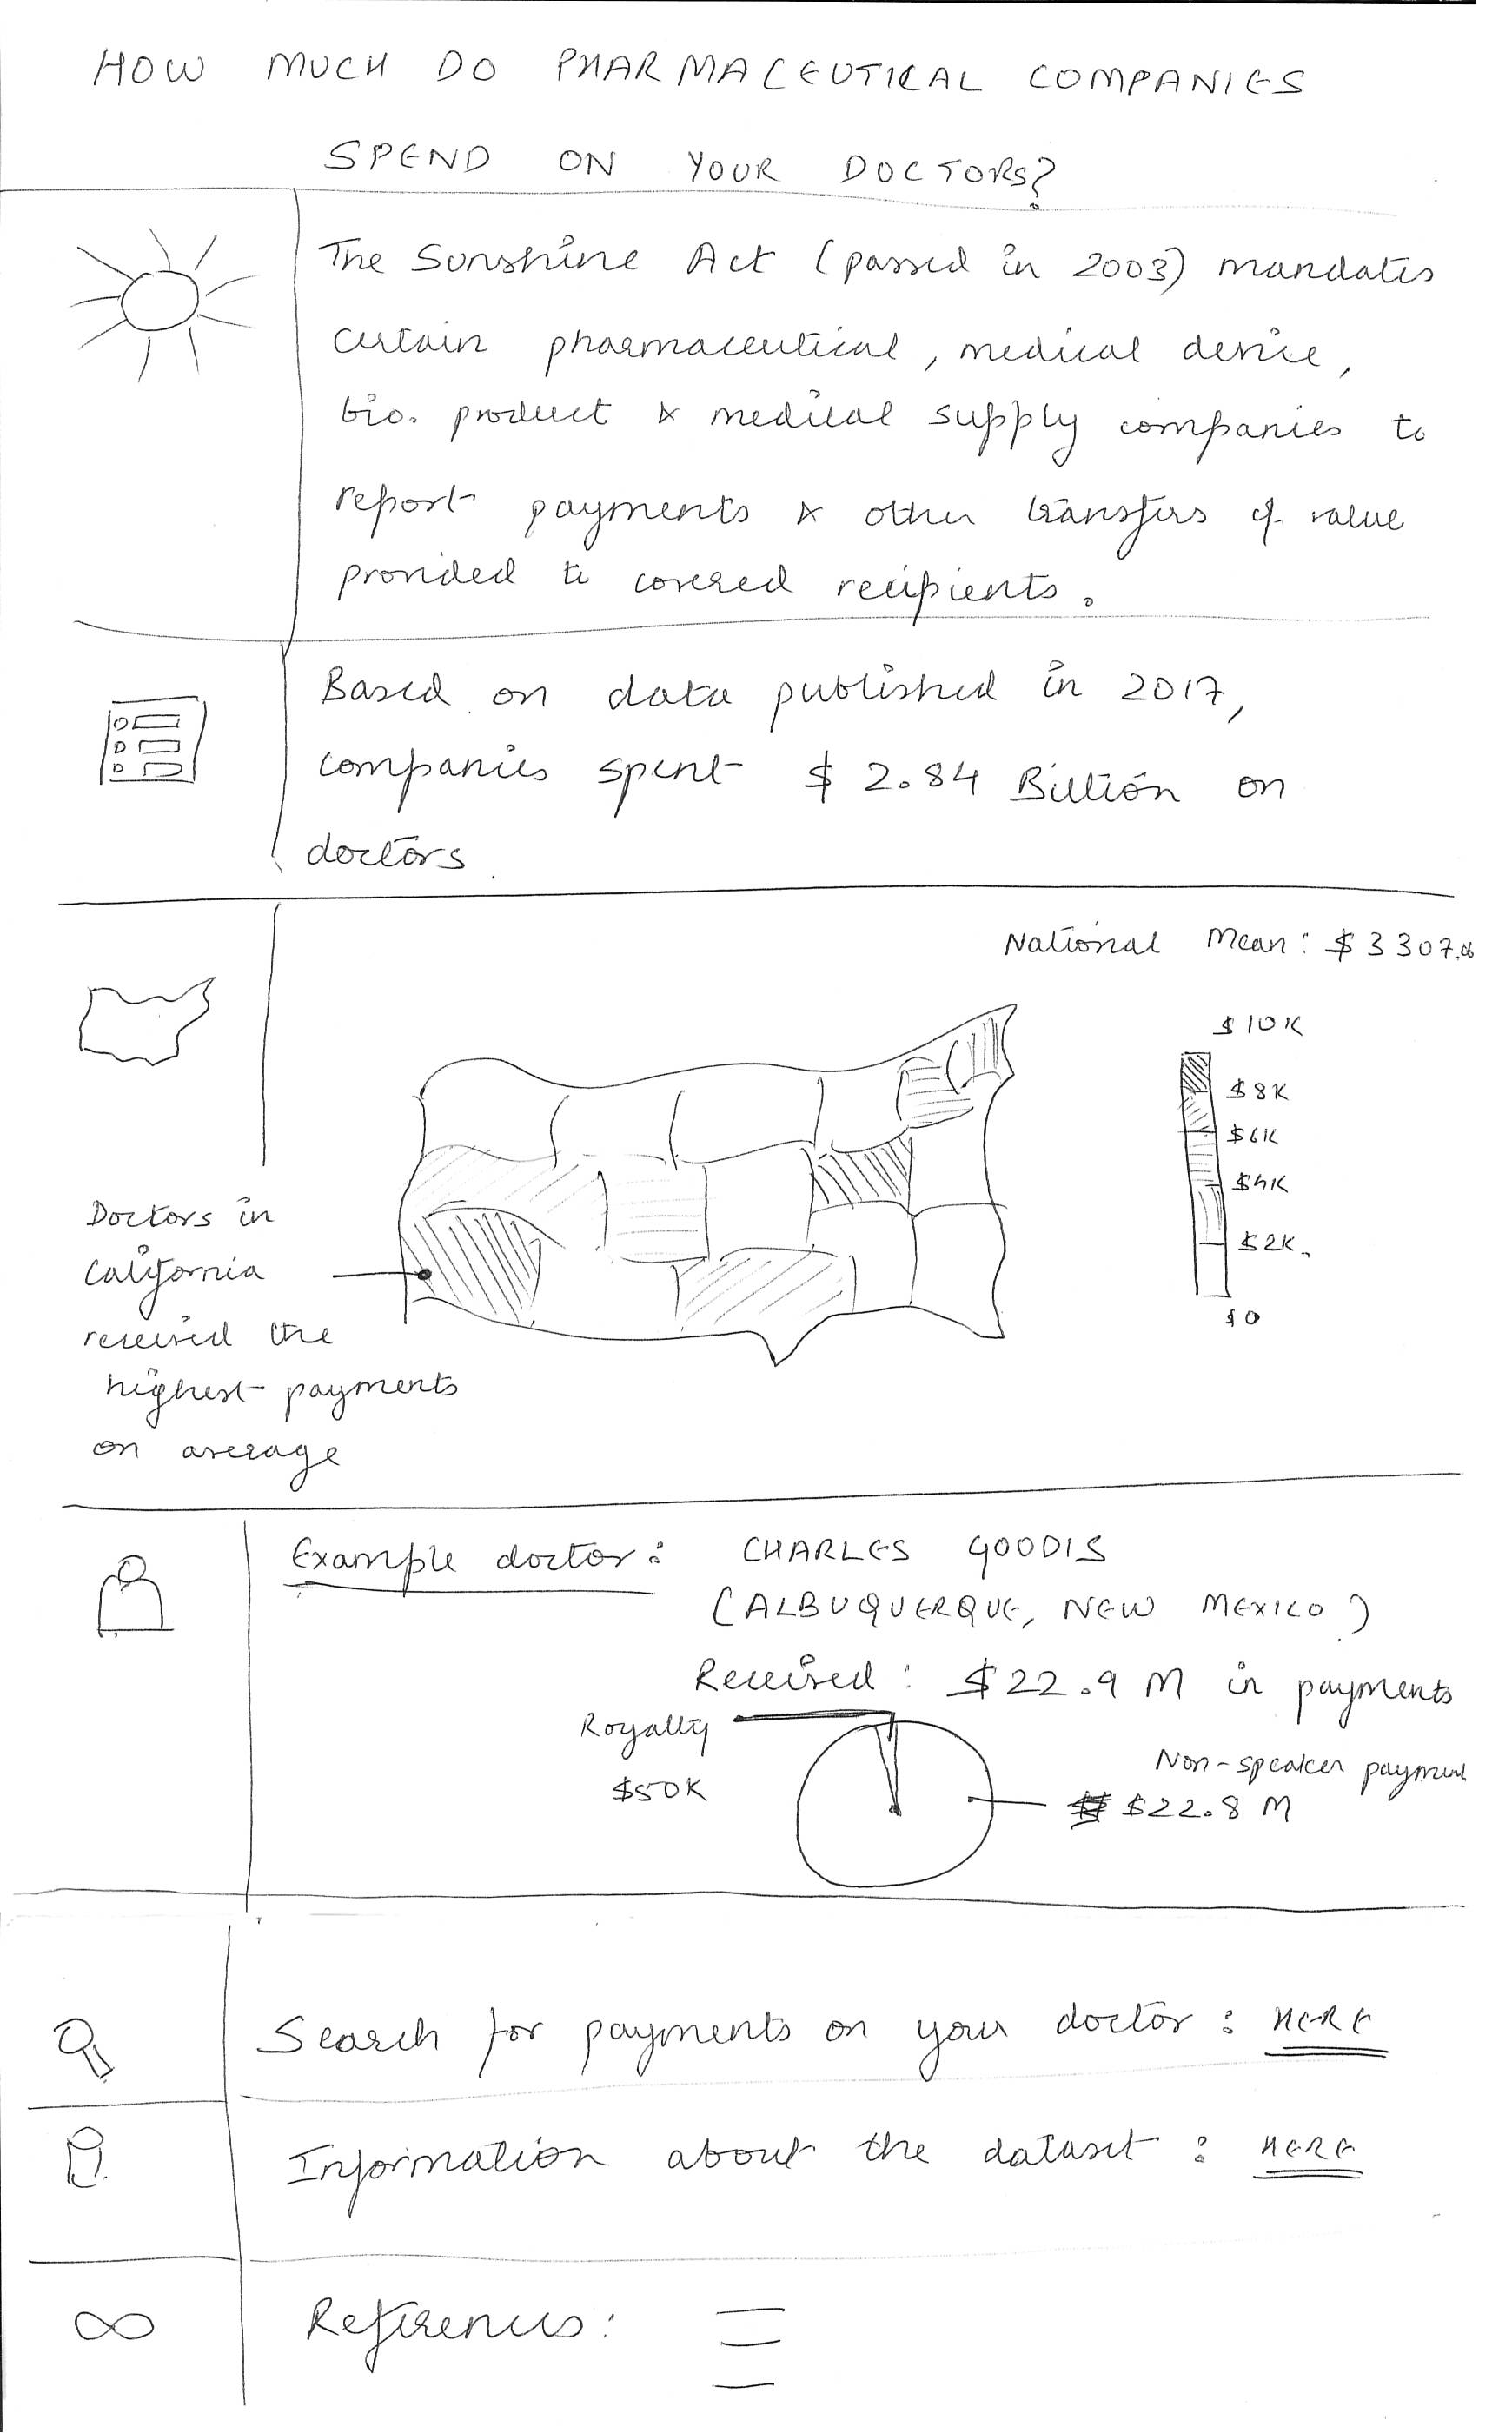 HOW MUCH DO PHARMACEUTICAL COMPANIES
SPEND ON YOUR DOCTORS?
The Sunshine Act (passed in 2003) mandates
certain pharmaceutical, medical device,
bio. product & medical supply companies to
report payments & other transfers of value
provided to covered recipients.
Based on data published in 2017,
companies spent $ 2.84 Billion on
doctors.
National Mean: $3307.06
$10K
$8K
$6K
$4K
$2K
$0
Doctors in
California
received the
highest payments
on average
Example doctor: CHARLES GOODIS
(ALBUQUERQUE, NEW MEXICO)
Received: $22.9 M in payments
Royalty
$50K
Non-speaker payment
$22.8 M
Search for payments on your doctor: HERE
Information about the dataset: HERE
References: